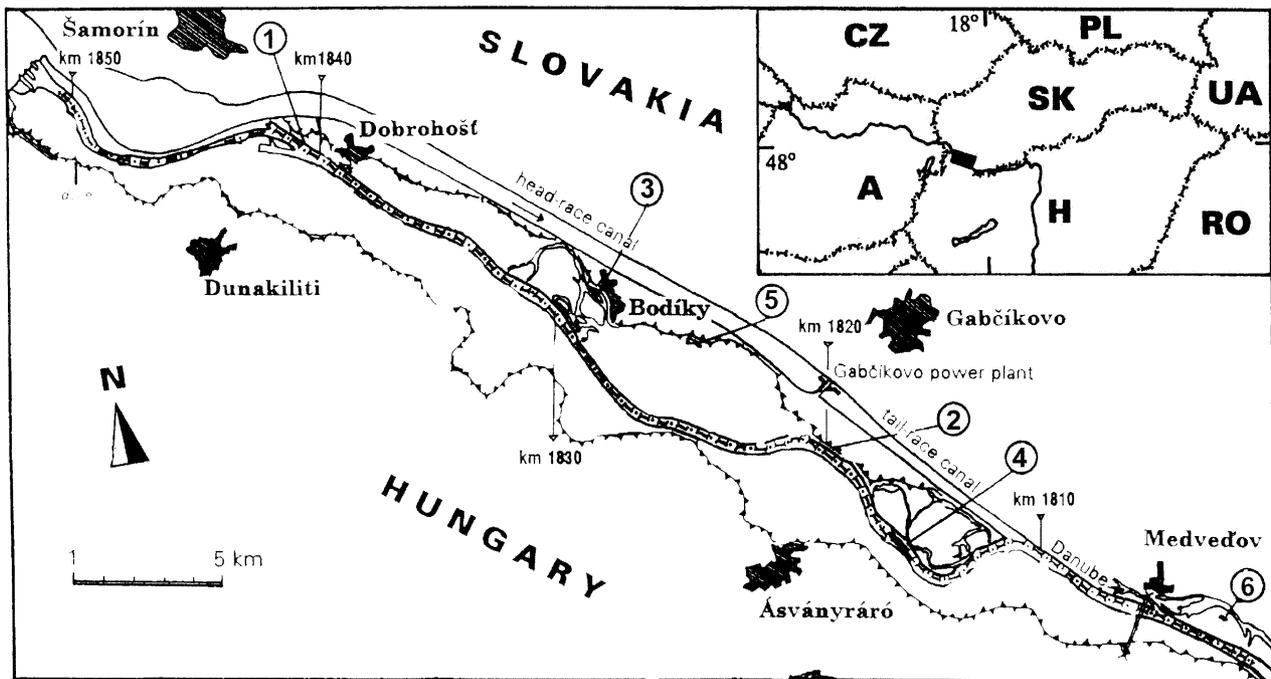 Šamorín
km 1850
1
km1840
SLOVAKIA
Dobrohošť
head-race canal
3
Dunakiliti
Bodíky
5
km 1820
Gabčíkovo
Gabčíkovo power plant
N
km 1830
2
tail-race canal
4
km 1810
HUNGARY
1 5 km
Ásványráró
Danube
Medveďov
6
18°
CZ
PL
SK
UA
48°
A
H
RO